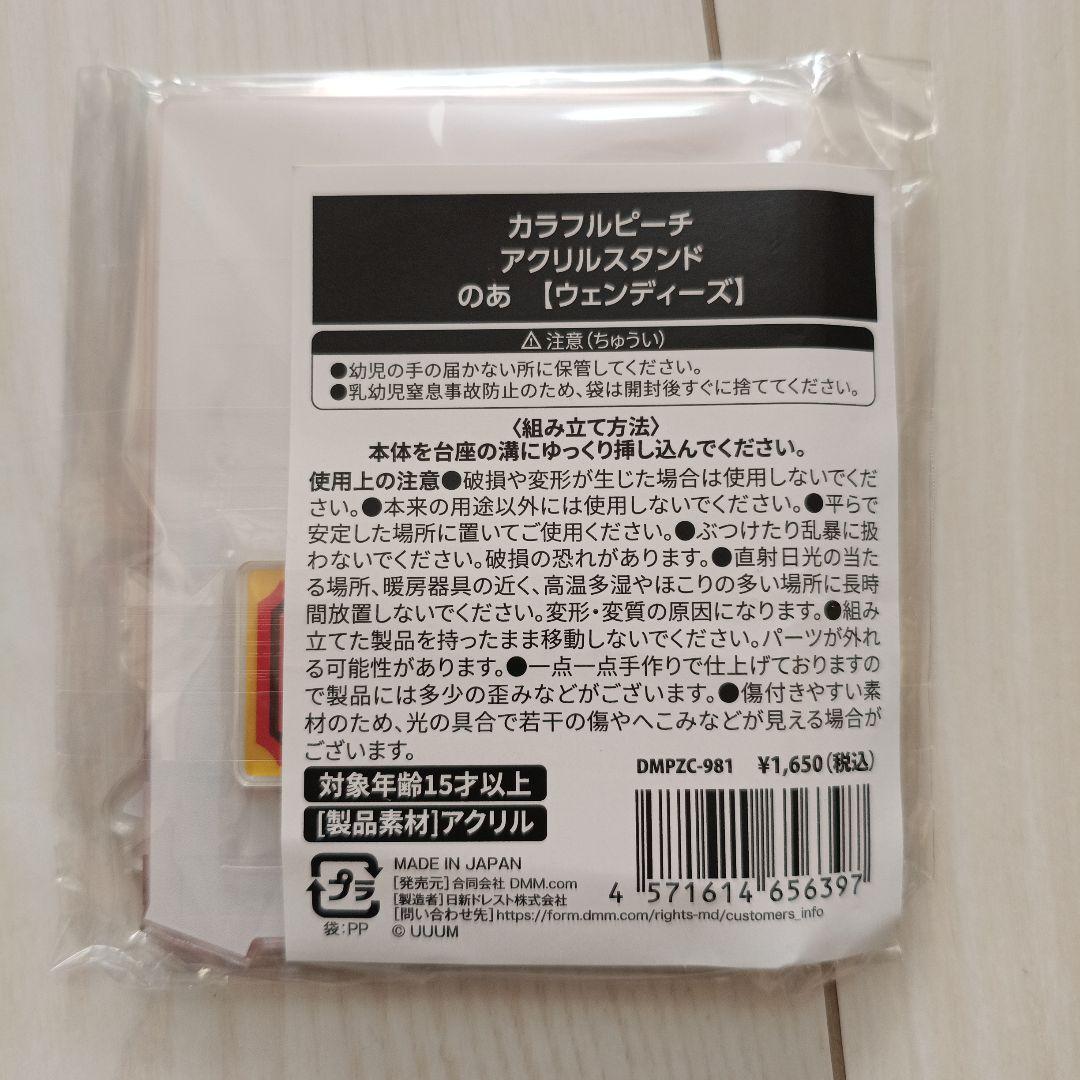 カラフルピーチ
アクリルスタンド
のあ 【ウェンディーズ】
⚠注意(ちゅうい)
●幼児の手の届かない所に保管してください。
●乳幼児窒息事故防止のため、袋は開封後すぐに捨ててください。
〈組み立て方法〉
本体を台座の溝にゆっくり挿し込んでください。
使用上の注意●破損や変形が生じた場合は使用しないでくだ
さい。●本来の用途以外には使用しないでください。●平らで
安定した場所に置いてご使用ください。●ぶつけたり乱暴に扱
わないでください。破損の恐れがあります。●直射日光の当た
る場所、暖房器具の近く、高温多湿やほこりの多い場所に長時
間放置しないでください。変形・変質の原因になります。●組み
立てた製品を持ったまま移動しないでください。パーツが外れ
る可能性があります。●一点一点手作りで仕上げておりますの
で製品には多少の歪みなどがございます。●傷付きやすい素
材のため、光の具合で若干の傷やへこみなどが見える場合が
ございます。
DMPZC-981 ¥1,650(税込)
対象年齢15才以上
[製品素材]アクリル
プラ
袋:PP
MADE IN JAPAN
[発売元]合同会社 DMM.com
[製造者]日新ドレスト株式会社
[問い合わせ先]https://form.dmm.com/rights-md/customers_info
© UUUM
4 571614 656397